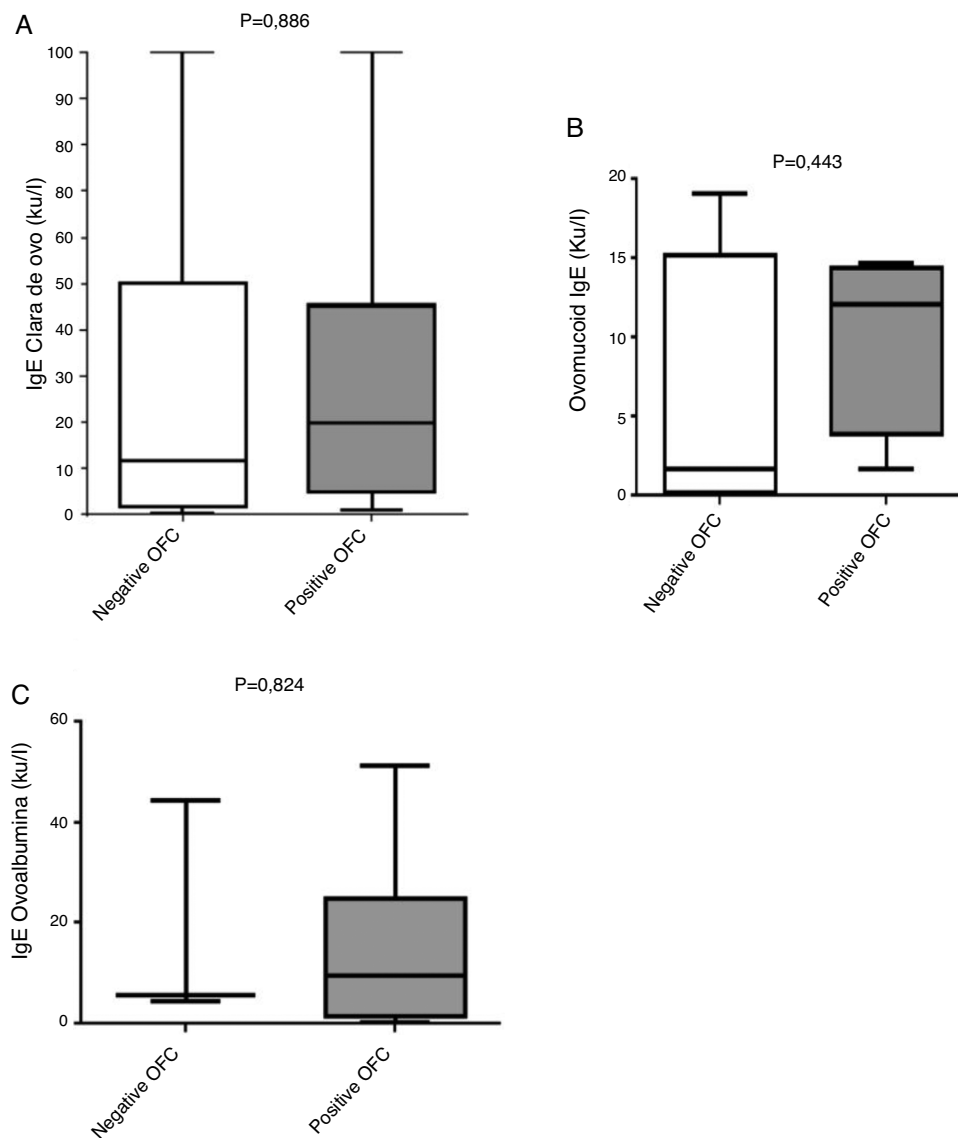 A
P=0,886
IgE Clara de ovo (ku/l)
100
90
80
80
60
50
40
30
20
10
0
Negative OFC
Positive OFC
B
P=0,443
Ovomucoid IgE (Ku/l)
20
15
10
5
0
Negative OFC
Positive OFC
C
P=0,824
IgE Ovoalbumina (ku/l)
60
40
20
0
Negative OFC
Positive OFC